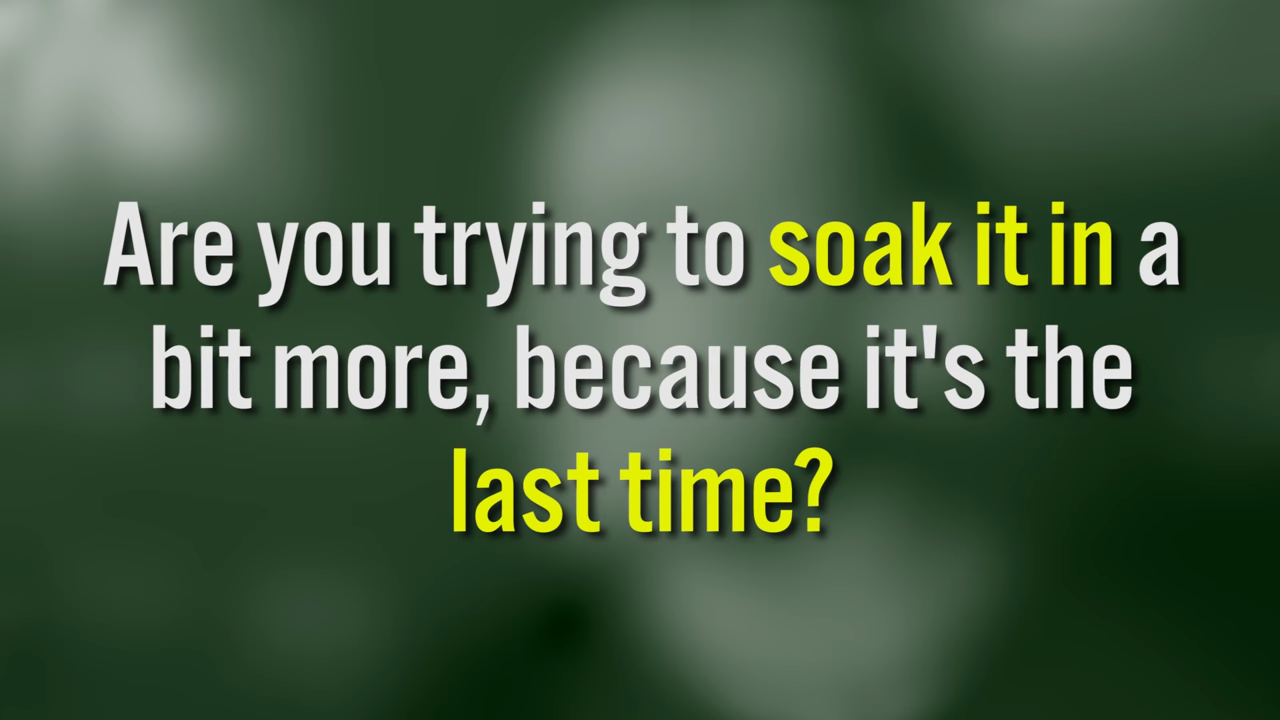 Are you trying to soak it in a
bit more, because it's the
last time?